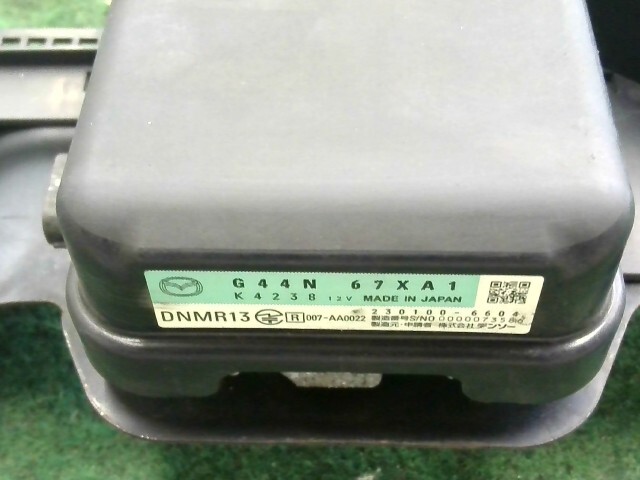 G44N 67XA1
K4238 12V MADE IN JAPAN
DNMR13 R 007-AA0022 230100-6604
製造番号S/N
製造元・申請者 株式会社デンソー